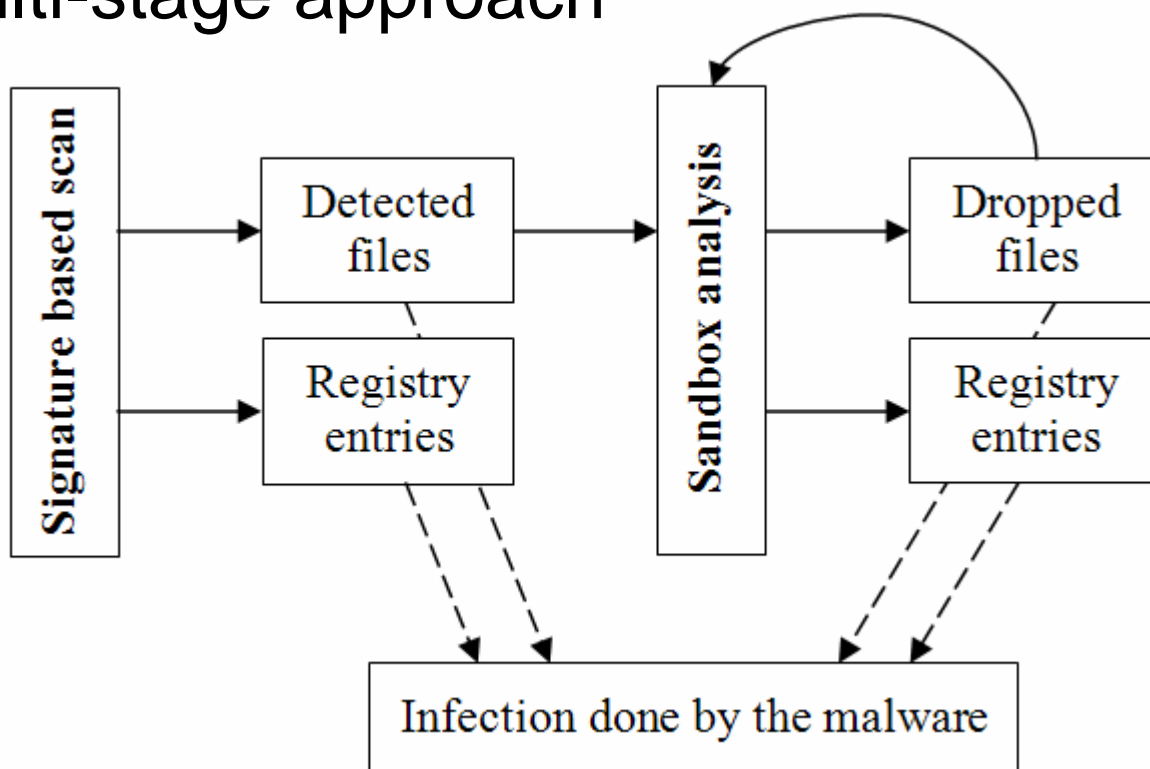 stage approach
Signature based scan
Detected
files
Registry
entries
Sandbox analysis
Dropped
files
Registry
entries
Infection done by the malware